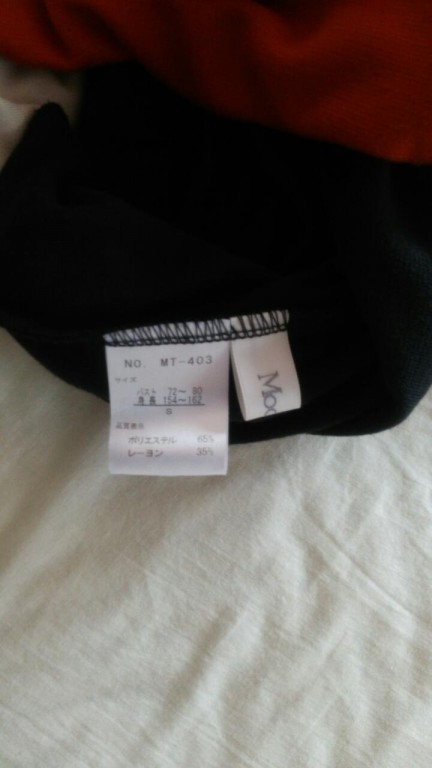 NO. MT-403
サイズ
バスト 72～80
身長 154～162
S
品質表示
ポリエステル 65%
レーヨン 35%